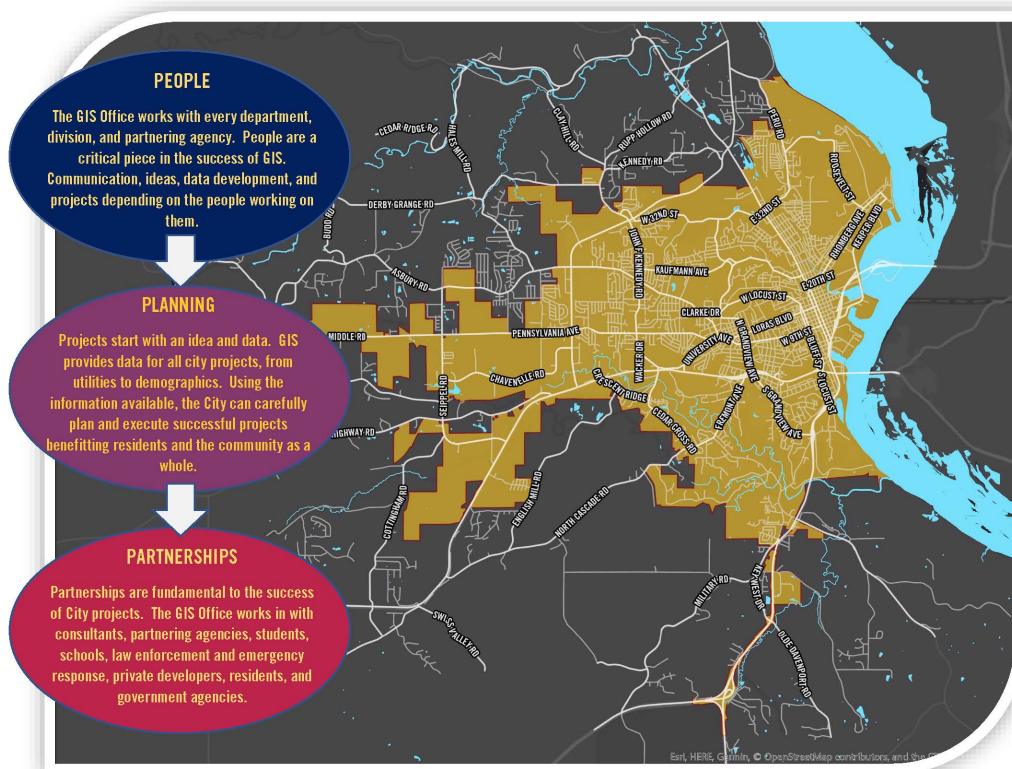 PEOPLE
The GIS Office works with every department,
division, and partnering agency. People are a
critical piece in the success of GIS.
Communication, ideas, data development, and
projects depending on the people working on
them.
PLANNING
Projects start with an idea and data. GIS
provides data for all city projects, from
utilities to demographics. Using the
information available, the City can carefully
plan and execute successful projects
benefitting residents and the community as a
whole.
PARTNERSHIPS
Partnerships are fundamental to the success
of City projects. The GIS Office works in with
consultants, partnering agencies, students,
schools, law enforcement and emergency
response, private developers, residents, and
government agencies.
CEDAR RIDGE RD
HALES MILL RD
CLAY HILL RD
RUPP HOLLOW RD
KENNEDY RD
PERU RD
ROOSEVELT ST
BUDD RD
DERBY GRANGE RD
W 32ND ST
E 32ND ST
RHOMBERG AVE
KERPER BLVD
JOHN F KENNEDY RD
ASBURY RD
KAUFMANN AVE
E 20TH ST
W LOCUST ST
CLARKE DR
LORAS BLVD
MIDDLE RD
PENNSYLVANIA AVE
UNIVERSITY AVE
N GRANDVIEW AVE
W 9TH ST
BLUFF ST
S LOCUST ST
WACKER DR
CHAVENELLE RD
CRESCENT RIDGE
SEIPPEL RD
FREMONT AVE
S GRANDVIEW AVE
CEDAR CROSS RD
HIGHWAY RD
COTTINGHAM RD
ENGLISH MILL RD
NORTH CASCADE RD
MILITARY RD
KEY WEST DR
SWISS VALLEY RD
OLDE DAVENPORT RD
Esri, HERE, Garmin, © OpenStreetMap contributors, and the